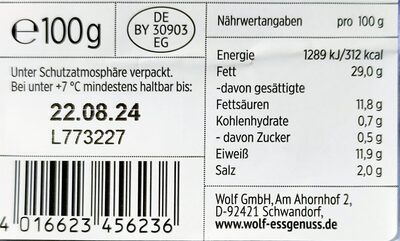 ℮100g
DE
BY 30903
EG
Unter Schutzatmosphäre verpackt.
Bei unter +7 °C mindestens haltbar bis:
22.08.24
L773227
4 016623 456236
Nährwertangaben pro 100 g
Energie 1289 kJ/312 kcal
Fett 29,0 g
-davon gesättigte
Fettsäuren 11,8 g
Kohlenhydrate 0,7 g
- davon Zucker 0,5 g
Eiweiß 11,9 g
Salz 2,0 g
Wolf GmbH, Am Ahornhof 2,
D-92421 Schwandorf,
www.wolf-essgenuss.de